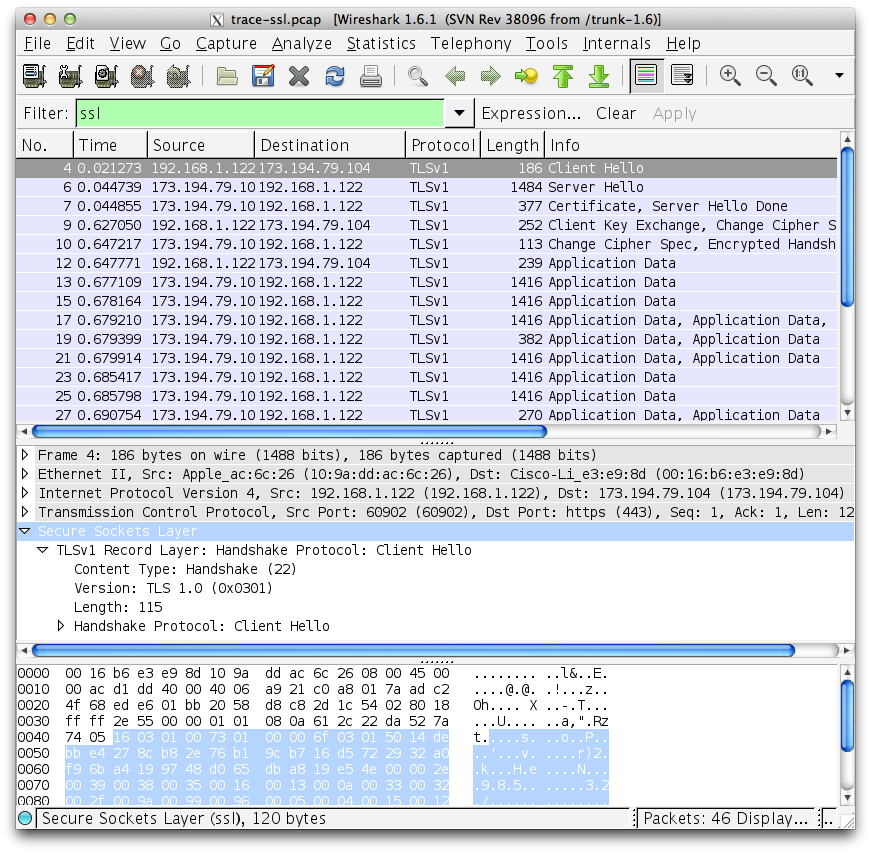 trace-ssl.pcap [Wireshark 1.6.1 (SVN Rev 38096 from /trunk-1.6)]
File Edit View Go Capture Analyze Statistics Telephony Tools Internals Help
Filter: ssl Expression... Clear Apply
No. Time Source Destination Protocol Length Info
4 0.021273 192.168.1.122 173.194.79.104 TLSv1 186 Client Hello
6 0.044739 173.194.79.10 192.168.1.122 TLSv1 1484 Server Hello
7 0.044855 173.194.79.10 192.168.1.122 TLSv1 377 Certificate, Server Hello Done
9 0.627050 192.168.1.122 173.194.79.104 TLSv1 252 Client Key Exchange, Change Cipher S
10 0.647217 173.194.79.10 192.168.1.122 TLSv1 113 Change Cipher Spec, Encrypted Handsh
12 0.647771 192.168.1.122 173.194.79.104 TLSv1 239 Application Data
13 0.677109 173.194.79.10 192.168.1.122 TLSv1 1416 Application Data
15 0.678164 173.194.79.10 192.168.1.122 TLSv1 1416 Application Data
17 0.679210 173.194.79.10 192.168.1.122 TLSv1 1416 Application Data, Application Data,
19 0.679399 173.194.79.10 192.168.1.122 TLSv1 382 Application Data, Application Data
21 0.679914 173.194.79.10 192.168.1.122 TLSv1 1416 Application Data, Application Data
23 0.685417 173.194.79.10 192.168.1.122 TLSv1 1416 Application Data
25 0.685798 173.194.79.10 192.168.1.122 TLSv1 1416 Application Data
27 0.690754 173.194.79.10 192.168.1.122 TLSv1 270 Application Data, Application Data
Frame 4: 186 bytes on wire (1488 bits), 186 bytes captured (1488 bits)
Ethernet II, Src: Apple_ac:6c:26 (10:9a:dd:ac:6c:26), Dst: Cisco-Li_e3:e9:8d (00:16:b6:e3:e9:8d)
Internet Protocol Version 4, Src: 192.168.1.122 (192.168.1.122), Dst: 173.194.79.104 (173.194.79.104)
Transmission Control Protocol, Src Port: 60902 (60902), Dst Port: https (443), Seq: 1, Ack: 1, Len: 12
Secure Sockets Layer
TLSv1 Record Layer: Handshake Protocol: Client Hello
Content Type: Handshake (22)
Version: TLS 1.0 (0x0301)
Length: 115
Handshake Protocol: Client Hello
0000 00 16 b6 e3 e9 8d 10 9a dd ac 6c 26 08 00 45 00 ........ ..l&..E.
0010 00 ac d1 dd 40 00 40 06 a9 21 c0 a8 01 7a ad c2 ....@.@. .!...z..
0020 4f 68 ed e6 01 bb 20 58 d8 c8 2d 1c 54 02 80 18 Oh.... X ..-.T...
0030 ff ff 2e 55 00 00 01 01 08 0a 61 2c 22 da 52 7a ...U.... ..a,".Rz
0040 74 05 16 03 01 00 73 01 00 00 6f 03 01 50 14 de t.....s. ..o..P..
0050 bb e4 27 8c b8 2e 76 b1 9c b7 16 d5 72 29 32 a0 ..'...v. ....r)2.
0060 f9 6b a4 19 97 48 d0 65 db a8 19 e5 4e 00 00 2e .k...H.e ....N...
0070 00 39 00 38 00 35 00 16 00 13 00 0a 00 33 00 32 .9.8.5.. .....3.2
0080 00 2f 00 9a 00 99 00 96 00 05 00 04 00 15 00 12 ./...... ........
Secure Sockets Layer (ssl), 120 bytes Packets: 46 Display... ..